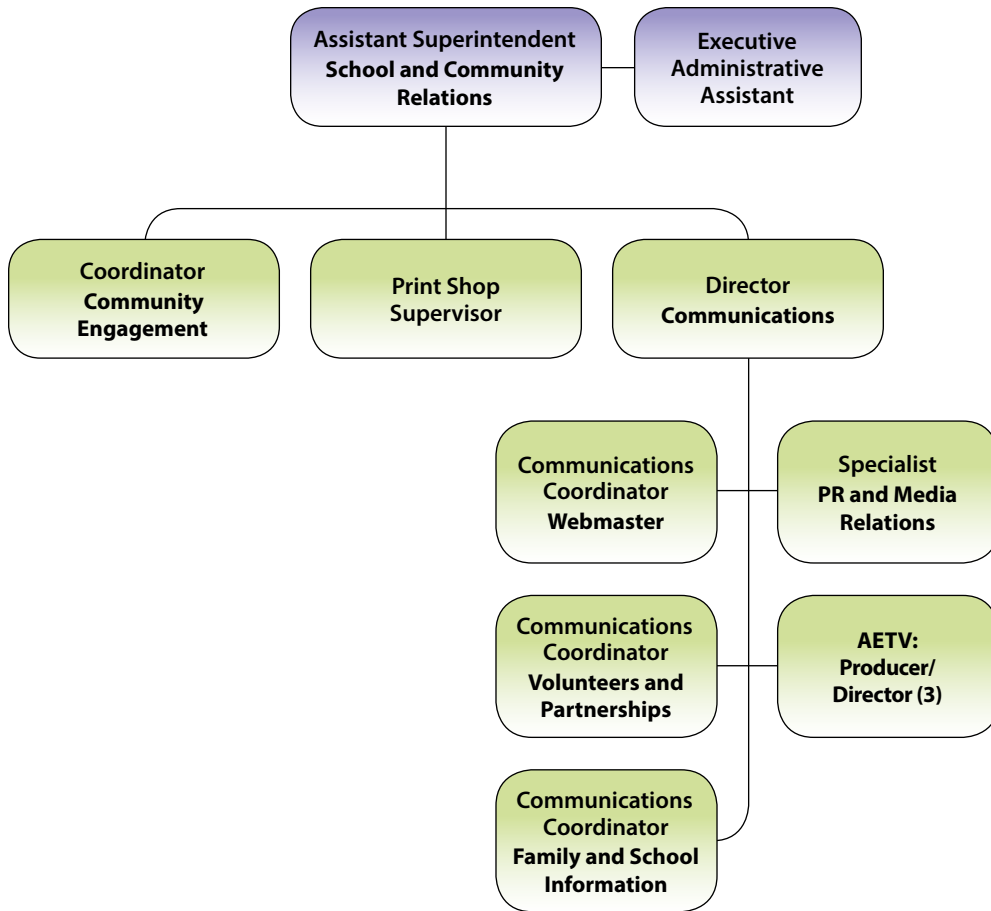 Assistant Superintendent
School and Community
Relations
Executive
Administrative
Assistant
Coordinator
Community
Engagement
Print Shop
Supervisor
Director
Communications
Communications
Coordinator
Webmaster
Specialist
PR and Media
Relations
Communications
Coordinator
Volunteers and
Partnerships
AETV:
Producer/
Director (3)
Communications
Coordinator
Family and School
Information